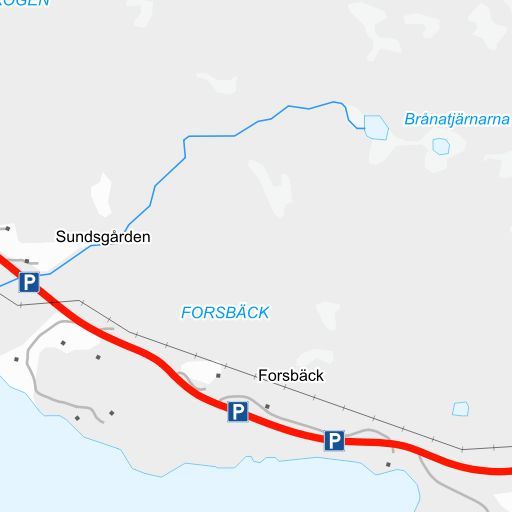 Brånatjärnarna
Sundsgården
P
FORSBÄCK
Forsbäck
P
P